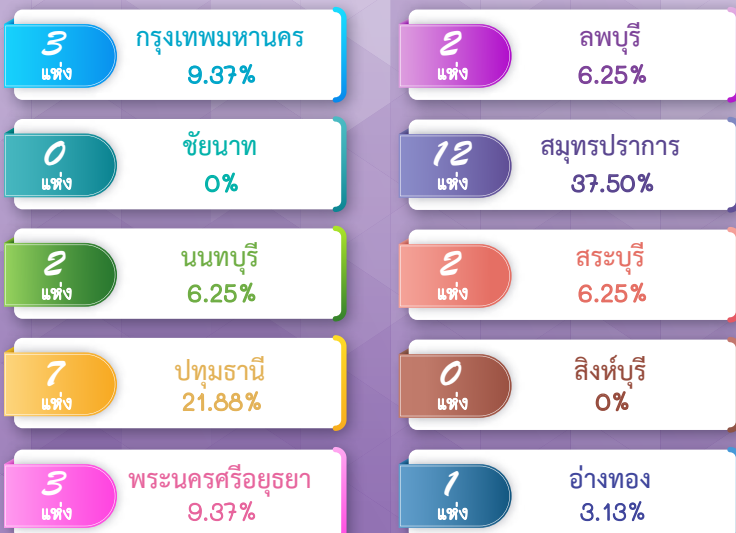 3
แห่ง
กรุงเทพมหานคร
9.37%
2
แห่ง
ลพบุรี
6.25%
0
แห่ง
ชัยนาท
0%
12
แห่ง
สมุทรปราการ
37.50%
2
แห่ง
นนทบุรี
6.25%
2
แห่ง
สระบุรี
6.25%
7
แห่ง
ปทุมธานี
21.88%
0
แห่ง
สิงห์บุรี
0%
3
แห่ง
พระนครศรีอยุธยา
9.37%
1
แห่ง
อ่างทอง
3.13%